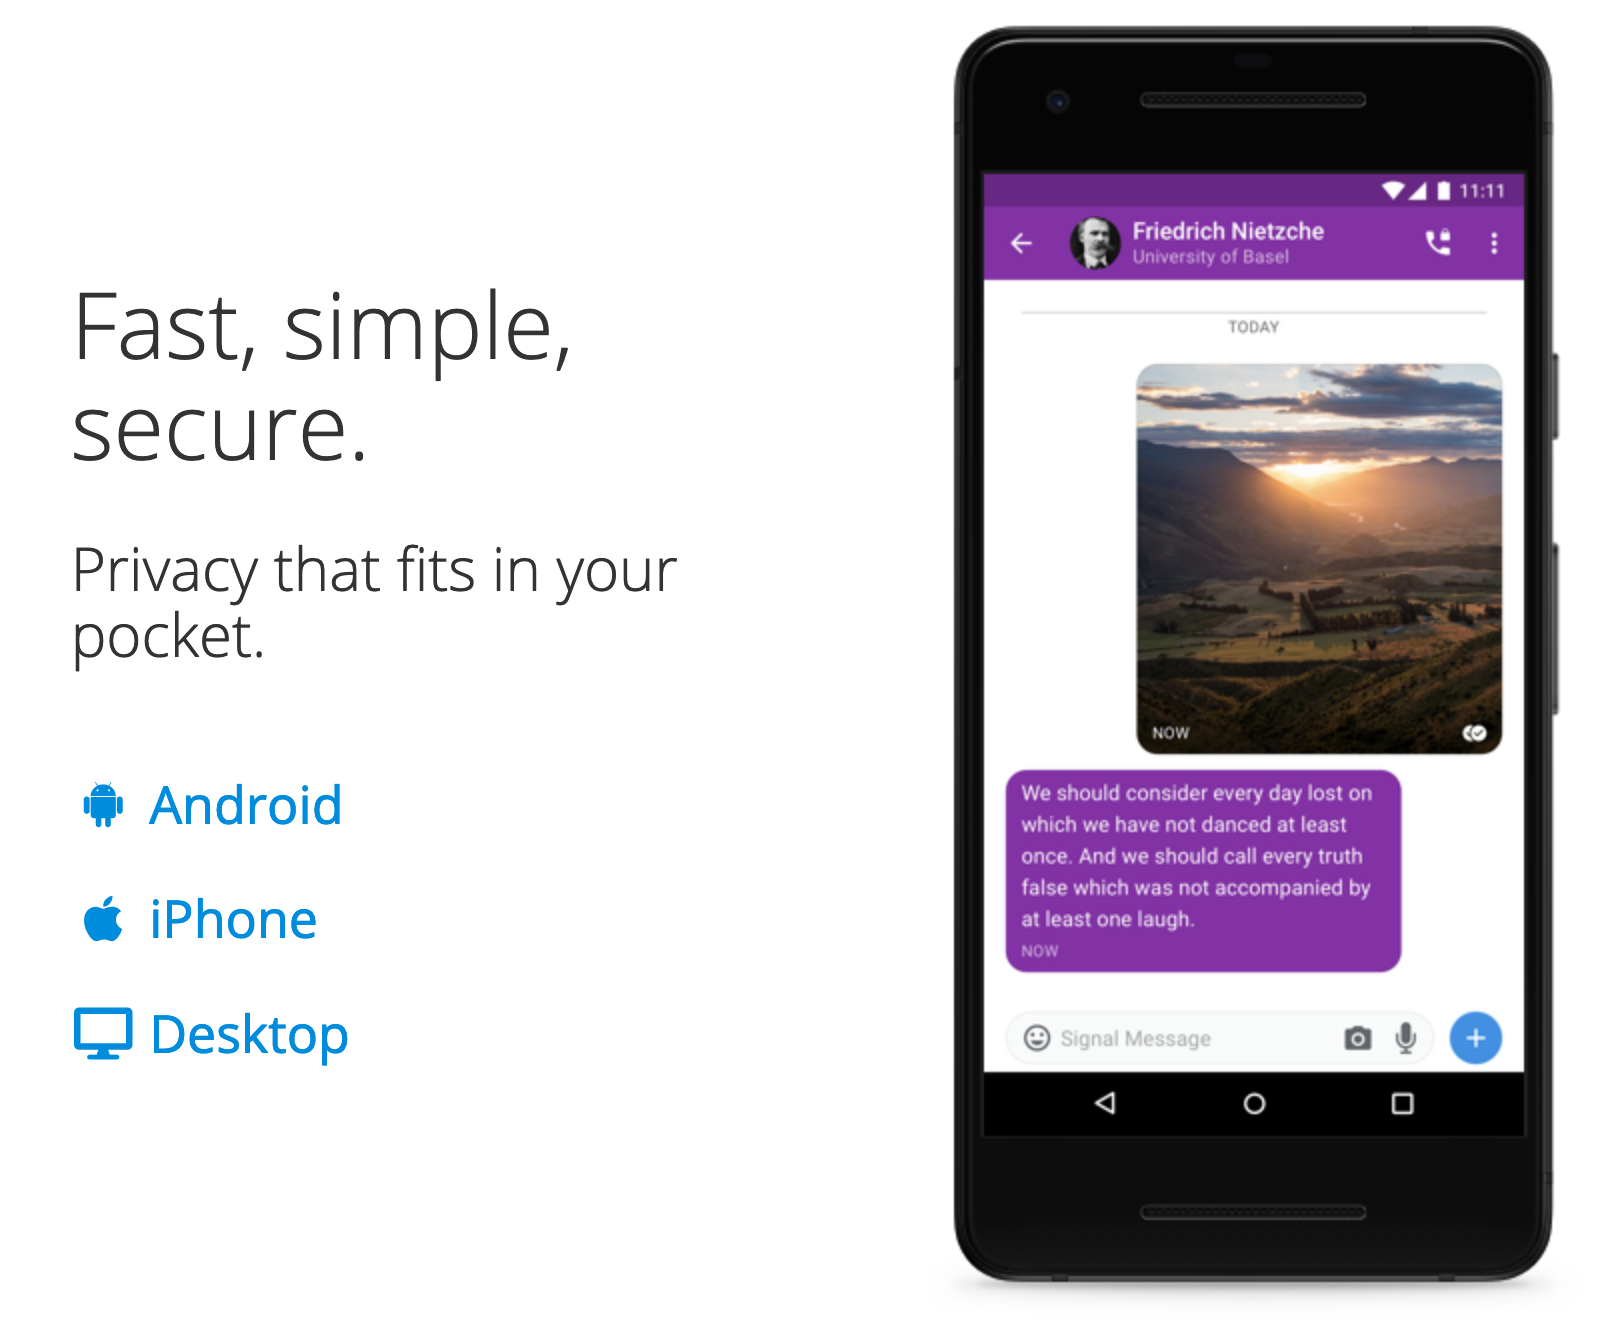 Fast, simple,
secure.
Privacy that fits in your
pocket.
Android
iPhone
Desktop
11:11
Friedrich Nietzche
University of Basel
TODAY
NOW
We should consider every day lost on
which we have not danced at least
once. And we should call every truth
false which was not accompanied by
at least one laugh.
NOW
Signal Message